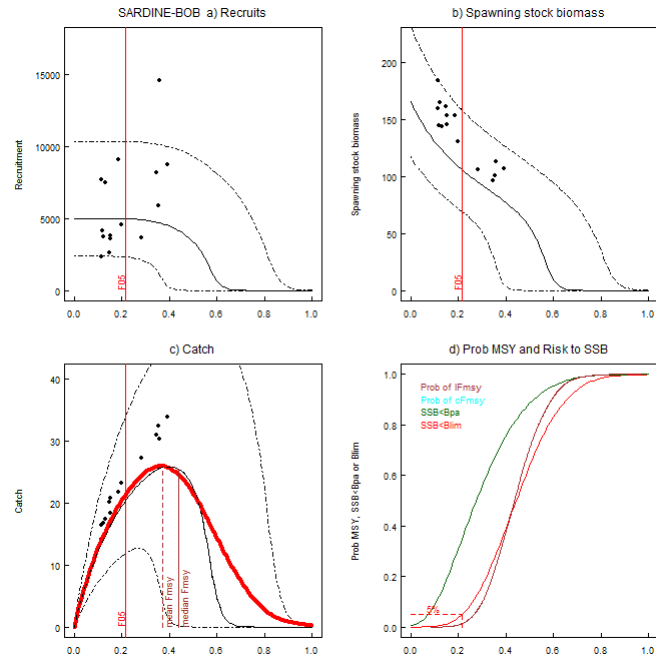 SARDINE-BOB a) Recruits
b) Spawning stock biomass
Recruitment
15000
10000
5000
0
F05
0.0 0.2 0.4 0.6 0.8 1.0
Spawning stock biomass
200
150
100
50
0
F05
0.0 0.2 0.4 0.6 0.8 1.0
c) Catch
d) Prob MSY and Risk to SSB
Catch
40
30
20
10
0
F05
median Fmsy
0.0 0.2 0.4 0.6 0.8 1.0
Prob MSY, SSB<Bpa or Blim
1.0
0.8
0.6
0.4
0.2
0.0
Prob of lFmsy
Prob of cFmsy
SSB<Bpa
SSB<Blim
5%
0.0 0.2 0.4 0.6 0.8 1.0